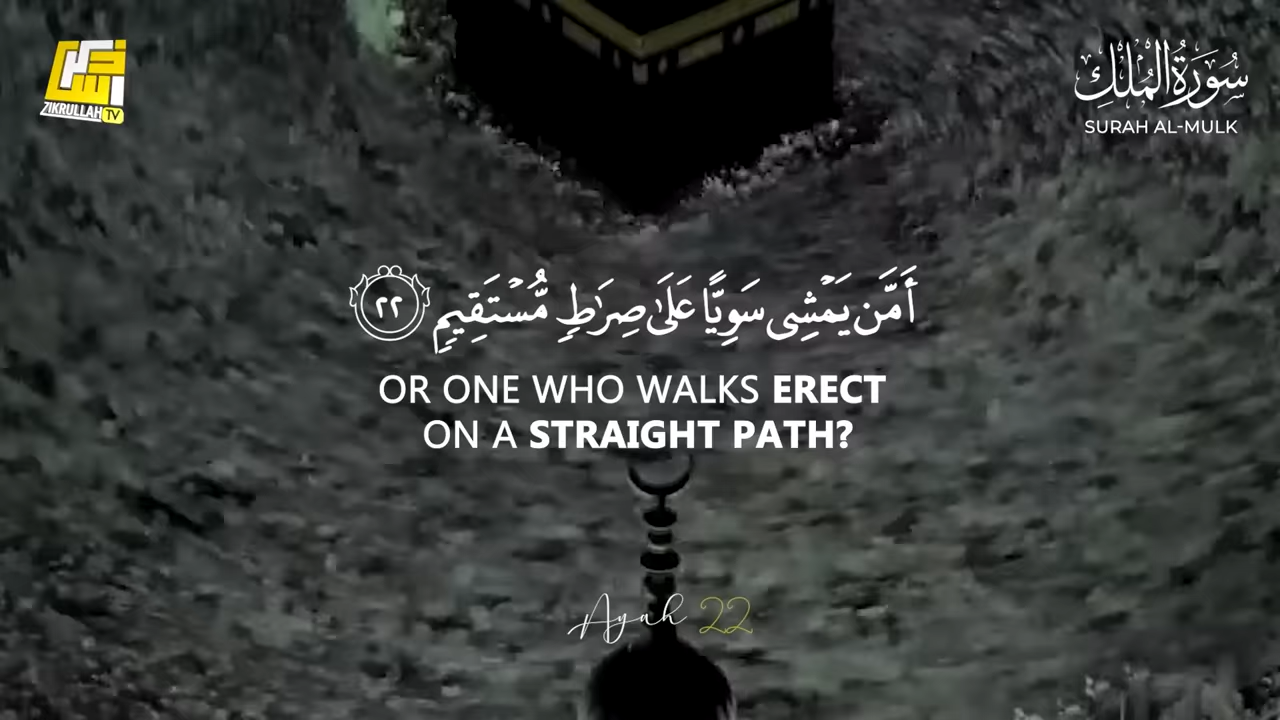 ذكر الله
ZIKRULLAH TV
سُورَةُ المُلْكِ
SURAH AL-MULK
أَمَّن يَمْشِى سَوِيًّا عَلَىٰ صِرَٰطٍ مُّسْتَقِيمٍ ٢٢
OR ONE WHO WALKS ERECT
ON A STRAIGHT PATH?
Ayah 22